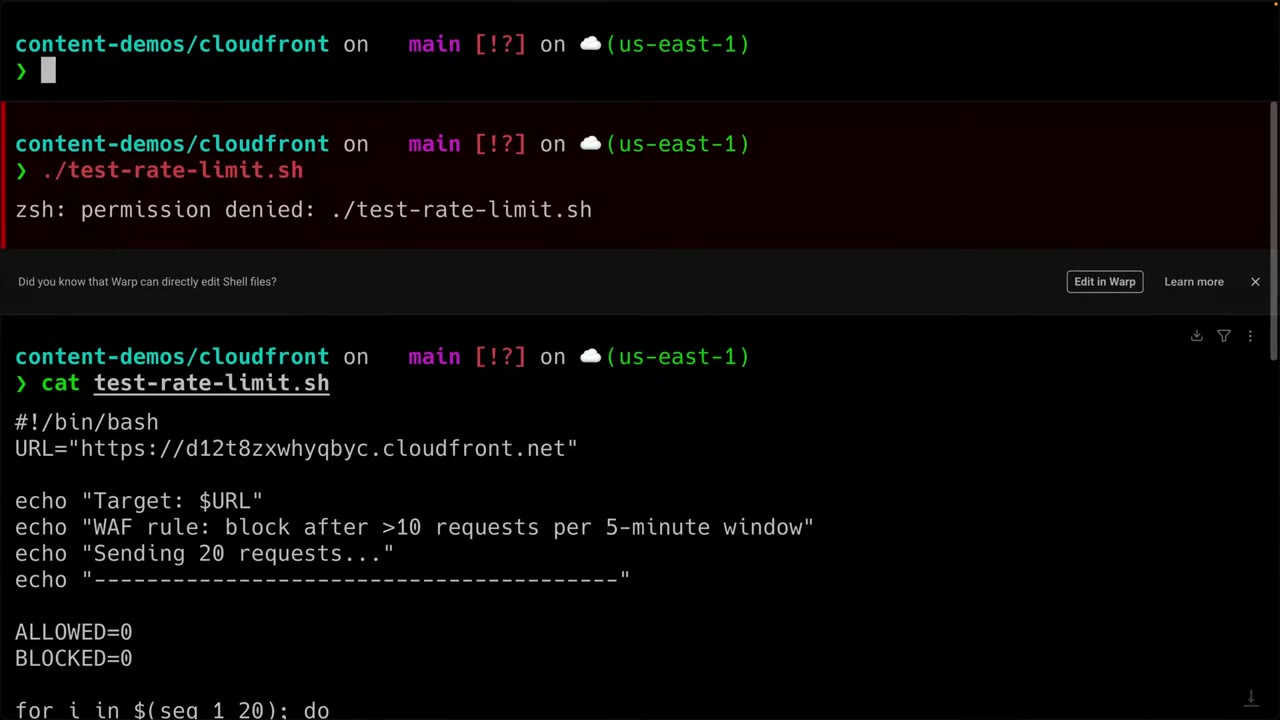 content-demos/cloudfront on main [!?] on ☁️(us-east-1)
❯
content-demos/cloudfront on main [!?] on ☁️(us-east-1)
❯ ./test-rate-limit.sh
zsh: permission denied: ./test-rate-limit.sh
Did you know that Warp can directly edit Shell files? Edit in Warp Learn more ×
content-demos/cloudfront on main [!?] on ☁️(us-east-1)
❯ cat test-rate-limit.sh
#!/bin/bash
URL="https://d12t8zxwhyqbyc.cloudfront.net"
echo "Target: $URL"
echo "WAF rule: block after >10 requests per 5-minute window"
echo "Sending 20 requests..."
echo "----------------------------------------"
ALLOWED=0
BLOCKED=0
for i in $(seq 1 20); do